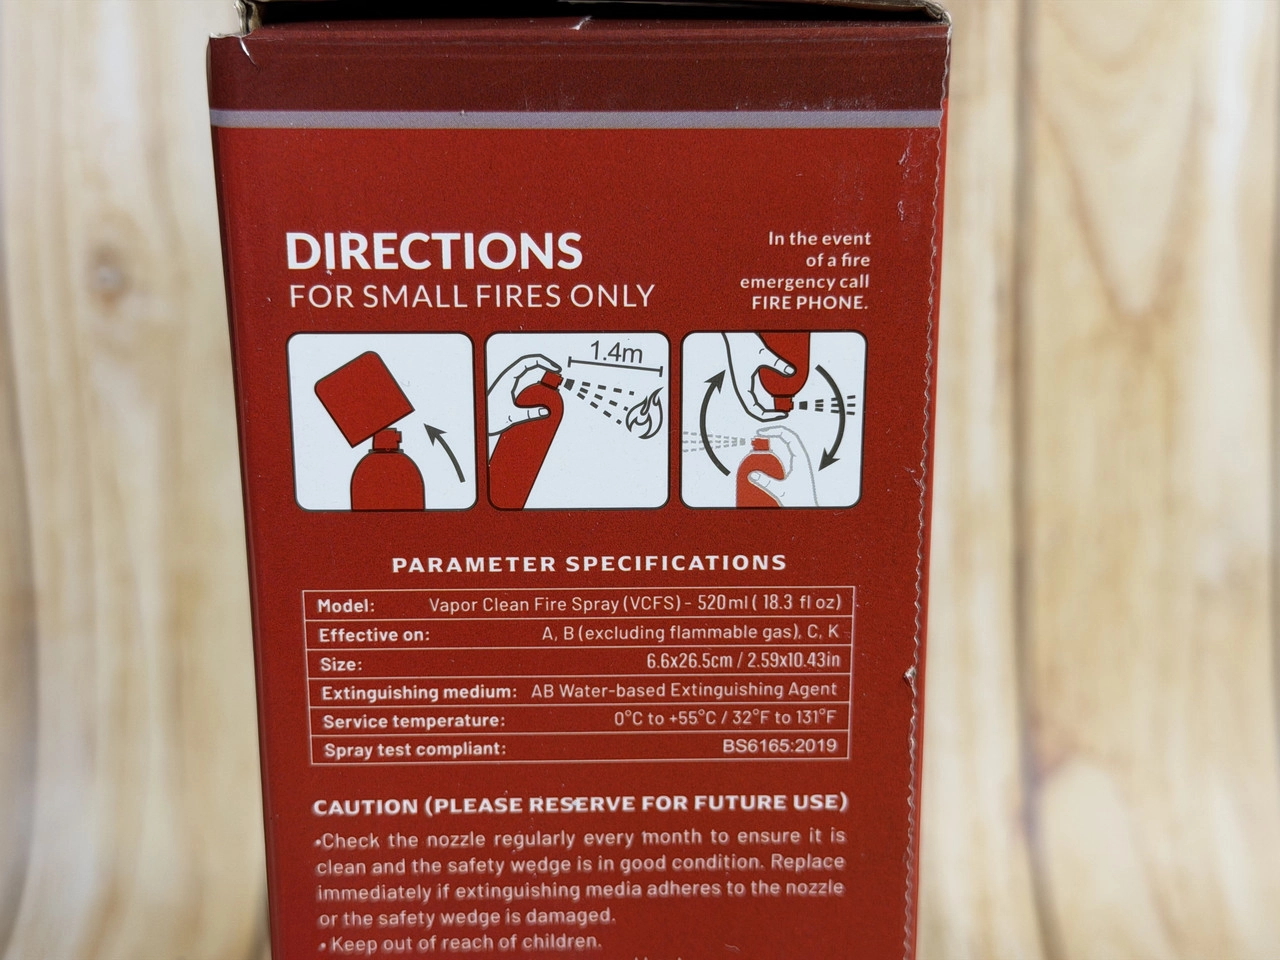 DIRECTIONS
FOR SMALL FIRES ONLY
In the event
of a fire
emergency call
FIRE PHONE.
1.4m
PARAMETER SPECIFICATIONS
Model: Vapor Clean Fire Spray (VCFS) - 520ml ( 18.3 fl oz)
Effective on: A, B (excluding flammable gas), C, K
Size: 6.6x26.5cm / 2.59x10.43in
Extinguishing medium: AB Water-based Extinguishing Agent
Service temperature: 0°C to +55°C / 32°F to 131°F
Spray test compliant: BS6165:2019
CAUTION (PLEASE RESERVE FOR FUTURE USE)
•Check the nozzle regularly every month to ensure it is
clean and the safety wedge is in good condition. Replace
immediately if extinguishing media adheres to the nozzle
or the safety wedge is damaged.
• Keep out of reach of children.